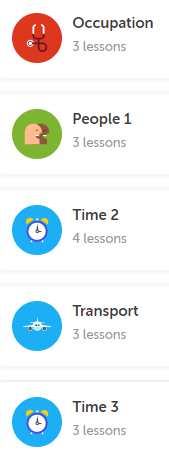 Occupation
3 lessons
People 1
3 lessons
Time 2
4 lessons
Transport
3 lessons
Time 3
3 lessons